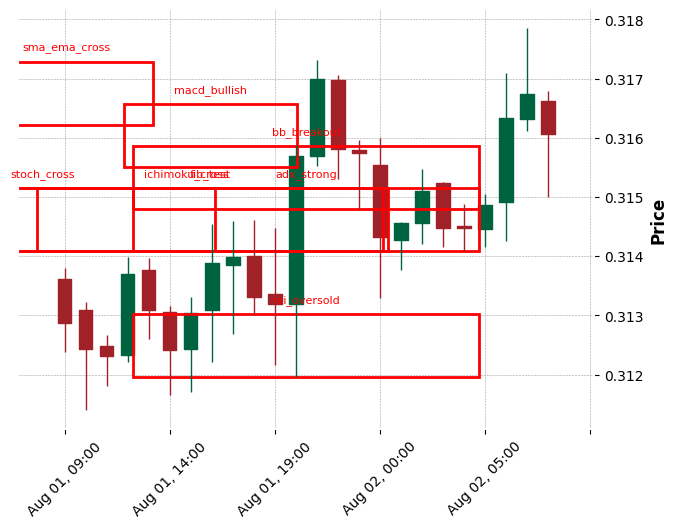 sma_ema_cross
macd_bullish
bb_breakout
stoch_cross
adx_strong
0.318
0.317
0.316
0.315
0.314
0.313
0.312
Price
Aug 01, 09:00
Aug 01, 14:00
Aug 01, 19:00
Aug 02, 00:00
Aug 02, 05:00